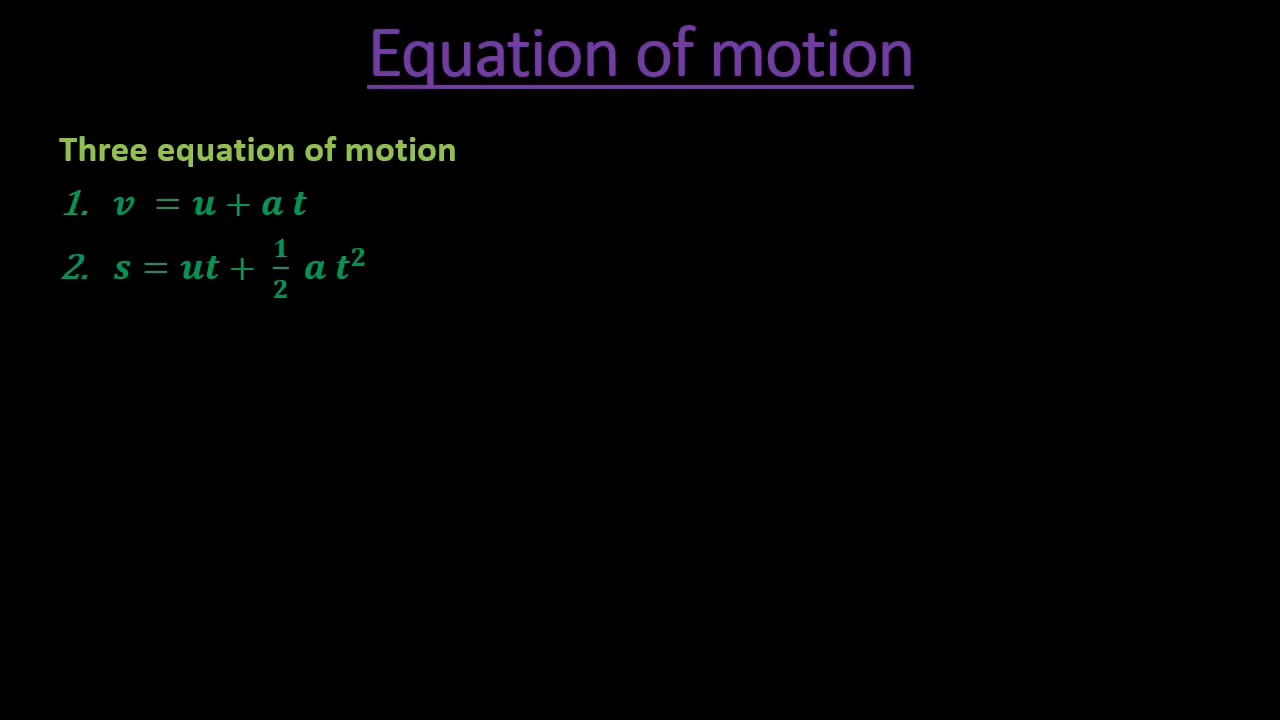 Equation of motion
Three equation of motion
1. v = u + a t
2. s = ut + 1/2 a t²